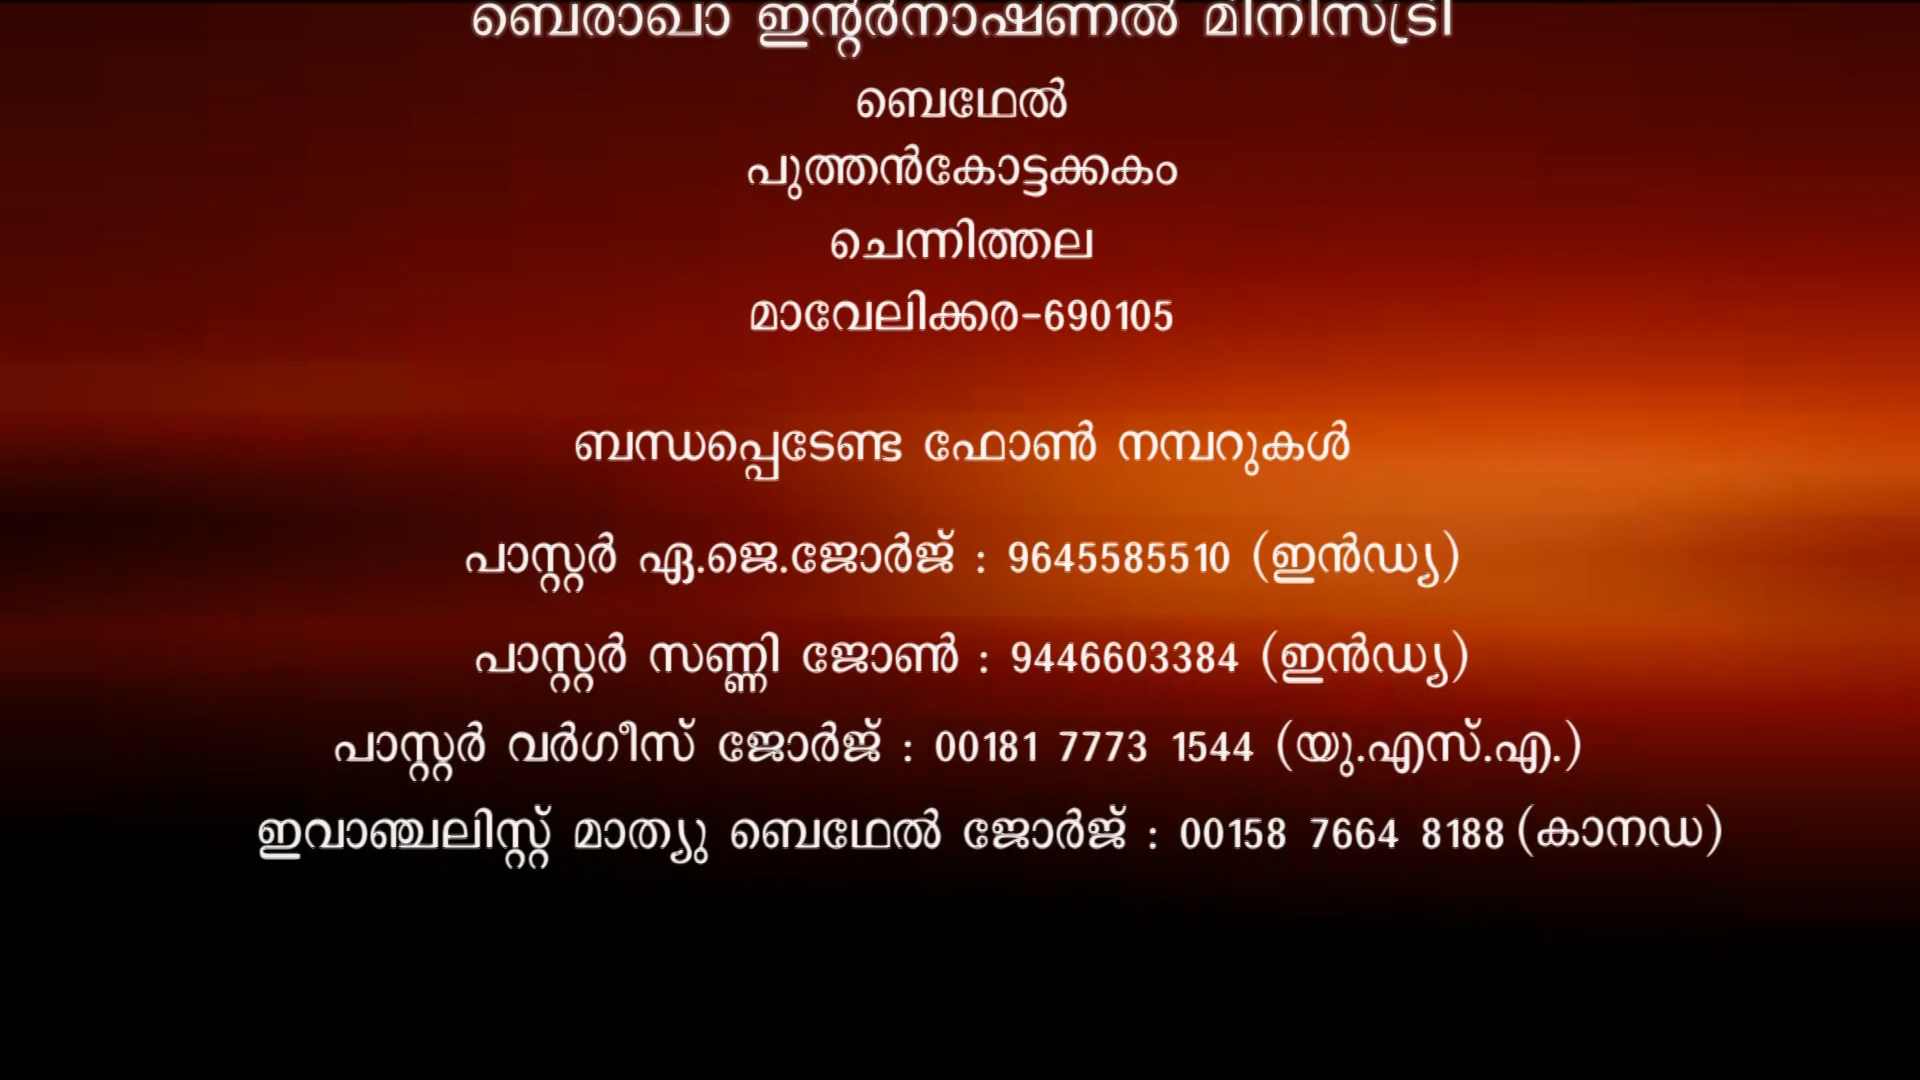 ബെരാഖാ ഇന്റർനാഷണൽ മിനിസ്ട്രി
ബെഥേൽ
പുത്തൻകോട്ടക്കകം
ചെന്നിത്തല
മാവേലിക്കര-690105
ബന്ധപ്പെടേണ്ട ഫോൺ നമ്പറുകൾ
പാസ്റ്റർ ഏ.ജെ.ജോർജ് : 9645585510 (ഇൻഡ്യ)
പാസ്റ്റർ സണ്ണി ജോൺ : 9446603384 (ഇൻഡ്യ)
പാസ്റ്റർ വർഗീസ് ജോർജ് : 00181 7773 1544 (യു.എസ്.എ.)
ഇവാഞ്ചലിസ്റ്റ് മാത്യു ബെഥേൽ ജോർജ് : 00158 7664 8188 (കാനഡ)